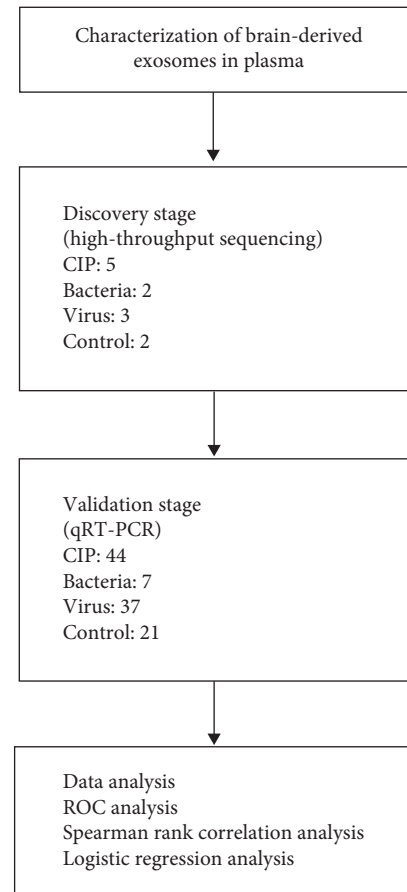 Characterization of brain-derived
exosomes in plasma
Discovery stage
(high-throughput sequencing)
CIP: 5
Bacteria: 2
Virus: 3
Control: 2
Validation stage
(qRT-PCR)
CIP: 44
Bacteria: 7
Virus: 37
Control: 21
Data analysis
ROC analysis
Spearman rank correlation analysis
Logistic regression analysis